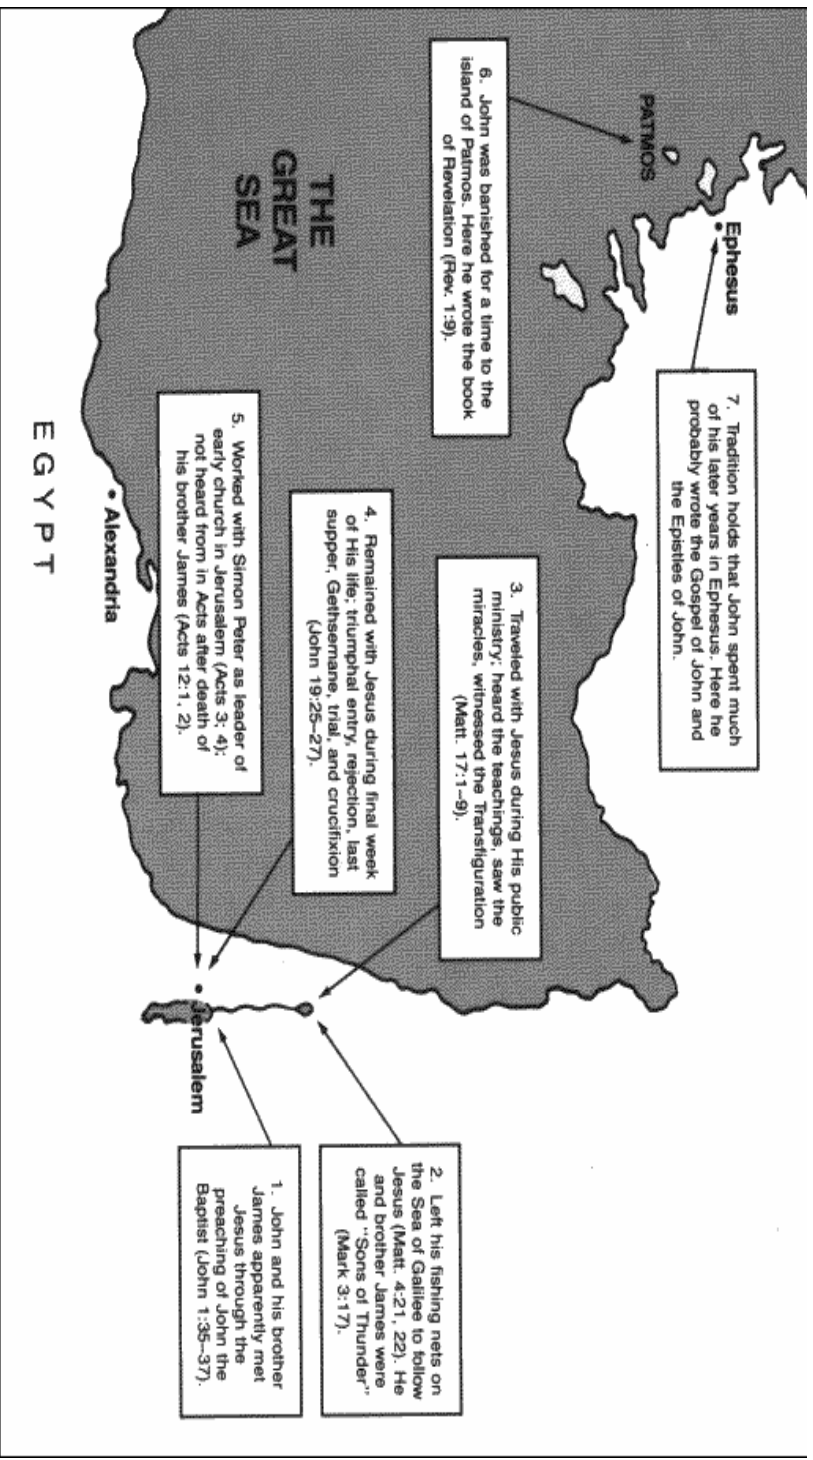 7. Tradition holds that John spent much
of his later years in Ephesus. Here he
probably wrote the Gospel of John and
the Epistles of John.
Ephesus
PATMOS
6. John was banished for a time to the
island of Patmos. Here he wrote the book
of Revelation (Rev. 1:9).
THE
GREAT
SEA
3. Traveled with Jesus during His public
ministry; heard the teachings, saw the
miracles, witnessed the Transfiguration
(Matt. 17:1–9).
4. Remained with Jesus during final week
of His life; triumphal entry, rejection, last
supper, Gethsemane, trial, and crucifixion
(John 19:25–27).
5. Worked with Simon Peter as leader of
early church in Jerusalem (Acts 3; 4);
not heard from in Acts after death of
his brother James (Acts 12:1, 2).
2. Left his fishing nets on
the Sea of Galilee to follow
Jesus (Matt. 4:21, 22). He
and brother James were
called "Sons of Thunder"
(Mark 3:17).
1. John and his brother
James apparently met
Jesus through the
preaching of John the
Baptist (John 1:35–37).
Jerusalem
Alexandria
EGYPT